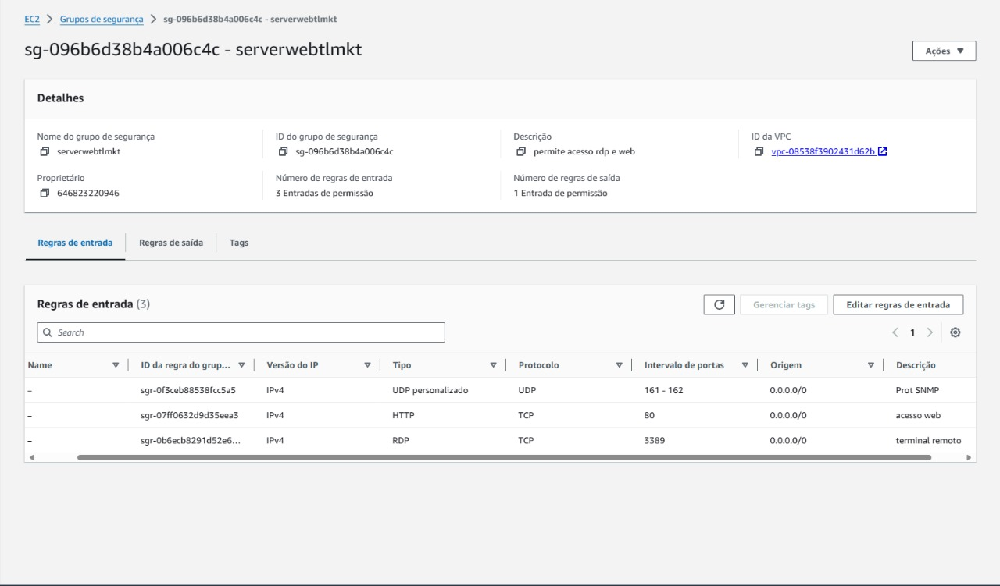 EC2 > Grupos de segurança > sg-096b6d38b4a006c4c - serverwebtlmkt
sg-096b6d38b4a006c4c - serverwebtlmkt
Ações
Detalhes
Nome do grupo de segurança ID do grupo de segurança Descrição ID da VPC
serverwebtlmkt sg-096b6d38b4a006c4c permite acesso rdp e web vpc-08538f3902431d62b
Proprietário Número de regras de entrada Número de regras de saída
646823220946 3 Entradas de permissão 1 Entrada de permissão
Regras de entrada Regras de saída Tags
Regras de entrada (3) Gerenciar tags Editar regras de entrada
Search 1
Name ID da regra do grup... Versão do IP Tipo Protocolo Intervalo de portas Origem Descrição
– sgr-0f3ceb88538fcc5a5 IPv4 UDP personalizado UDP 161 - 162 0.0.0.0/0 Prot SNMP
– sgr-07ff0632d9d35eea3 IPv4 HTTP TCP 80 0.0.0.0/0 acesso web
– sgr-0b6ecb8291d52e6... IPv4 RDP TCP 3389 0.0.0.0/0 terminal remoto